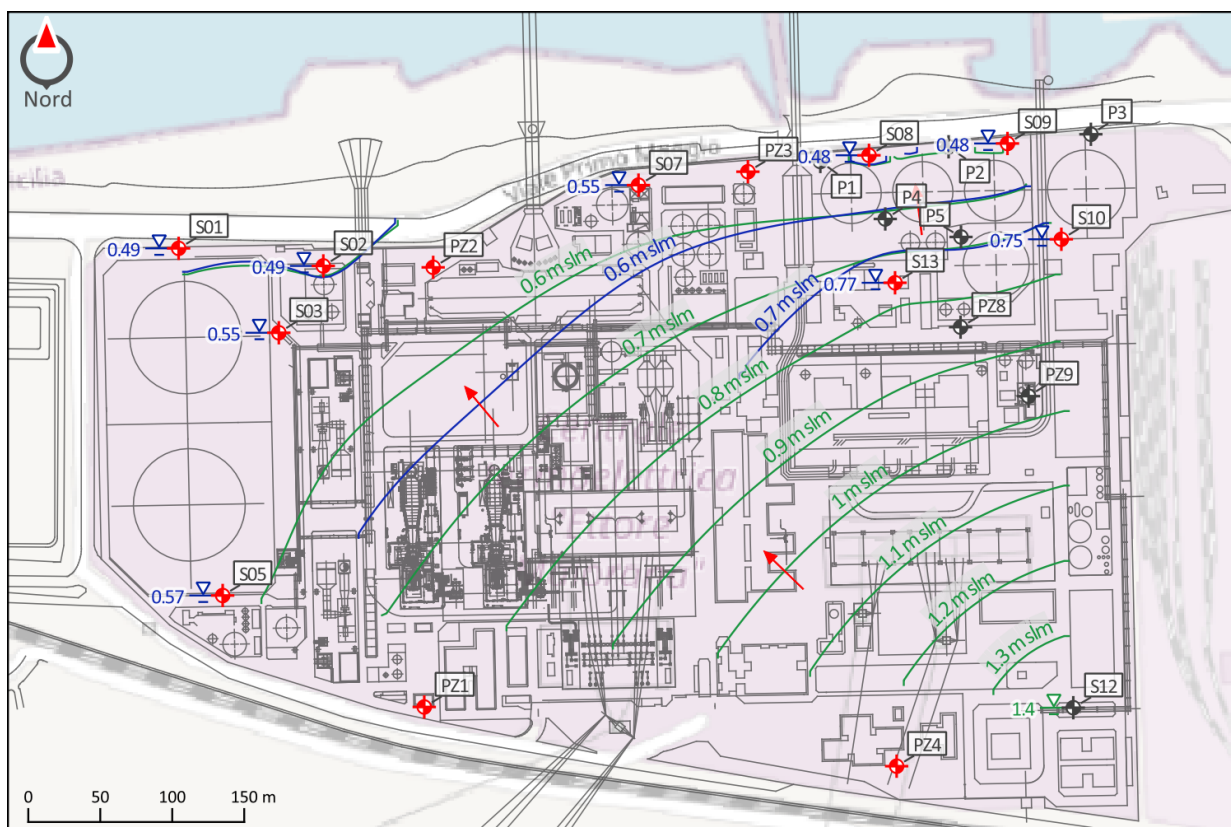 Nord
P3
S08
S09
PZ3
0.48
0.48
Viale Primo Maggio
S07
P2
P1
0.55
cilia
P4
P5
S01
S02
PZ2
S10
0.75
0.49
0.49
0.6 m slm
0.6 m slm
S13
0.77
S03
0.7 m slm
0.7 m slm
PZ8
0.55
0.8 m slm
PZ9
0.9 m slm
1 m slm
Ettore
1.1 m slm
S05
0.57
1.2 m slm
1.3 m slm
PZ1
S12
1.4
PZ4
0 50 100 150 m